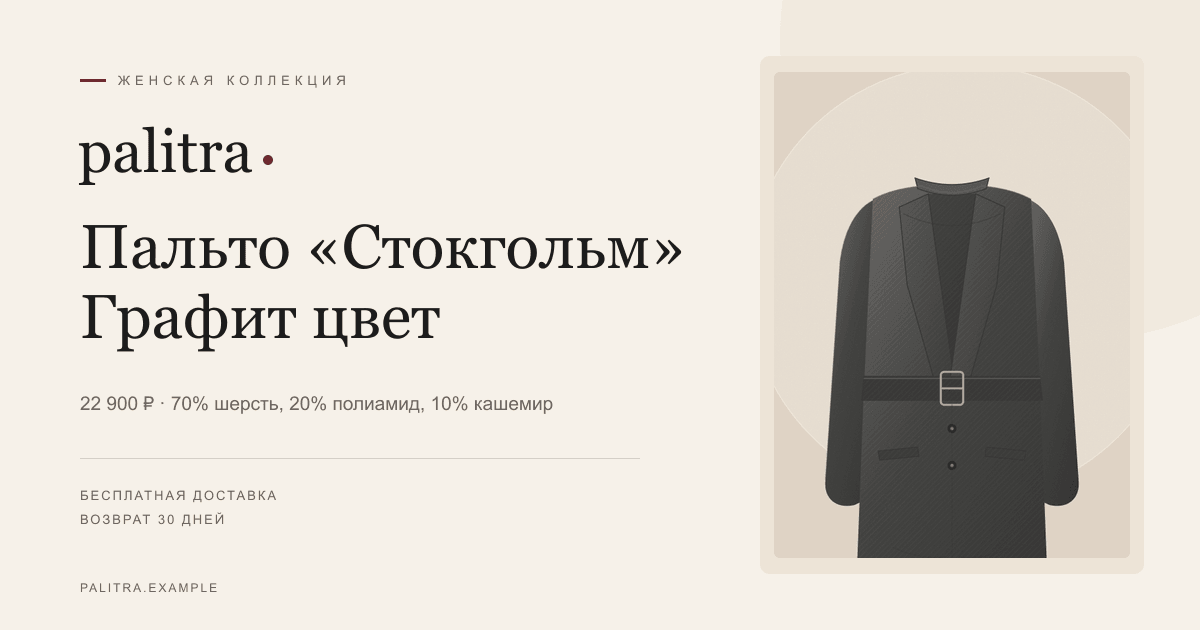 ЖЕНСКАЯ КОЛЛЕКЦИЯ
palitra
Пальто «Стокгольм»
Графит цвет
22 900 ₽ · 70% шерсть, 20% полиамид, 10% кашемир
БЕСПЛАТНАЯ ДОСТАВКА
ВОЗВРАТ 30 ДНЕЙ
PALITRA.EXAMPLE